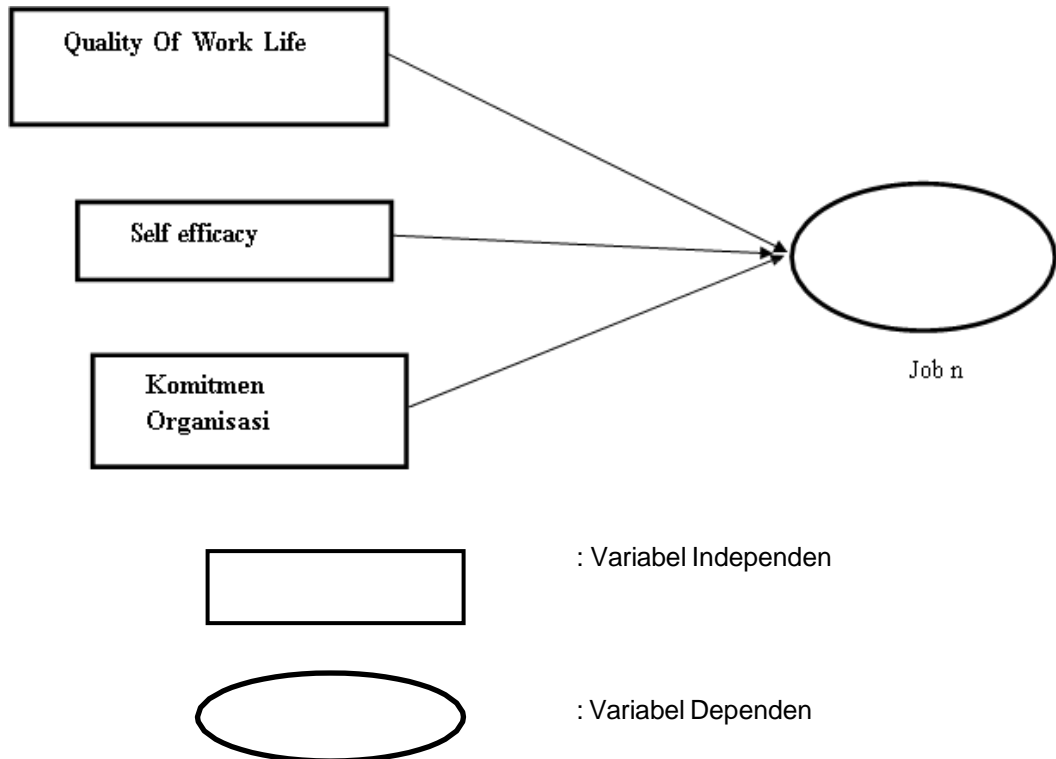 Quality Of Work Life
Self efficacy
Komitmen
Organisasi
Job n
: Variabel Independen
: Variabel Dependen